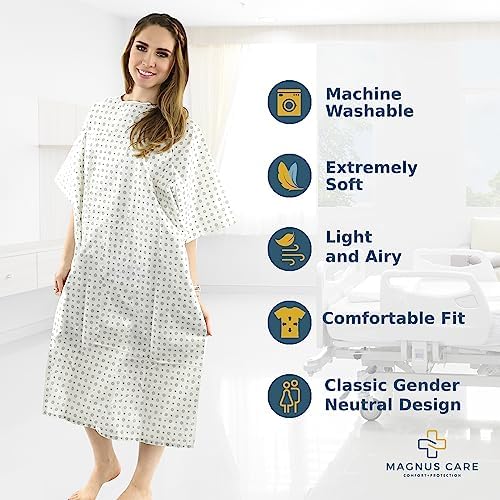 Machine
Washable
Extremely
Soft
Light
and Airy
Comfortable Fit
Classic Gender
Neutral Design
MAGNUS CARE
COMFORT+PROTECTION